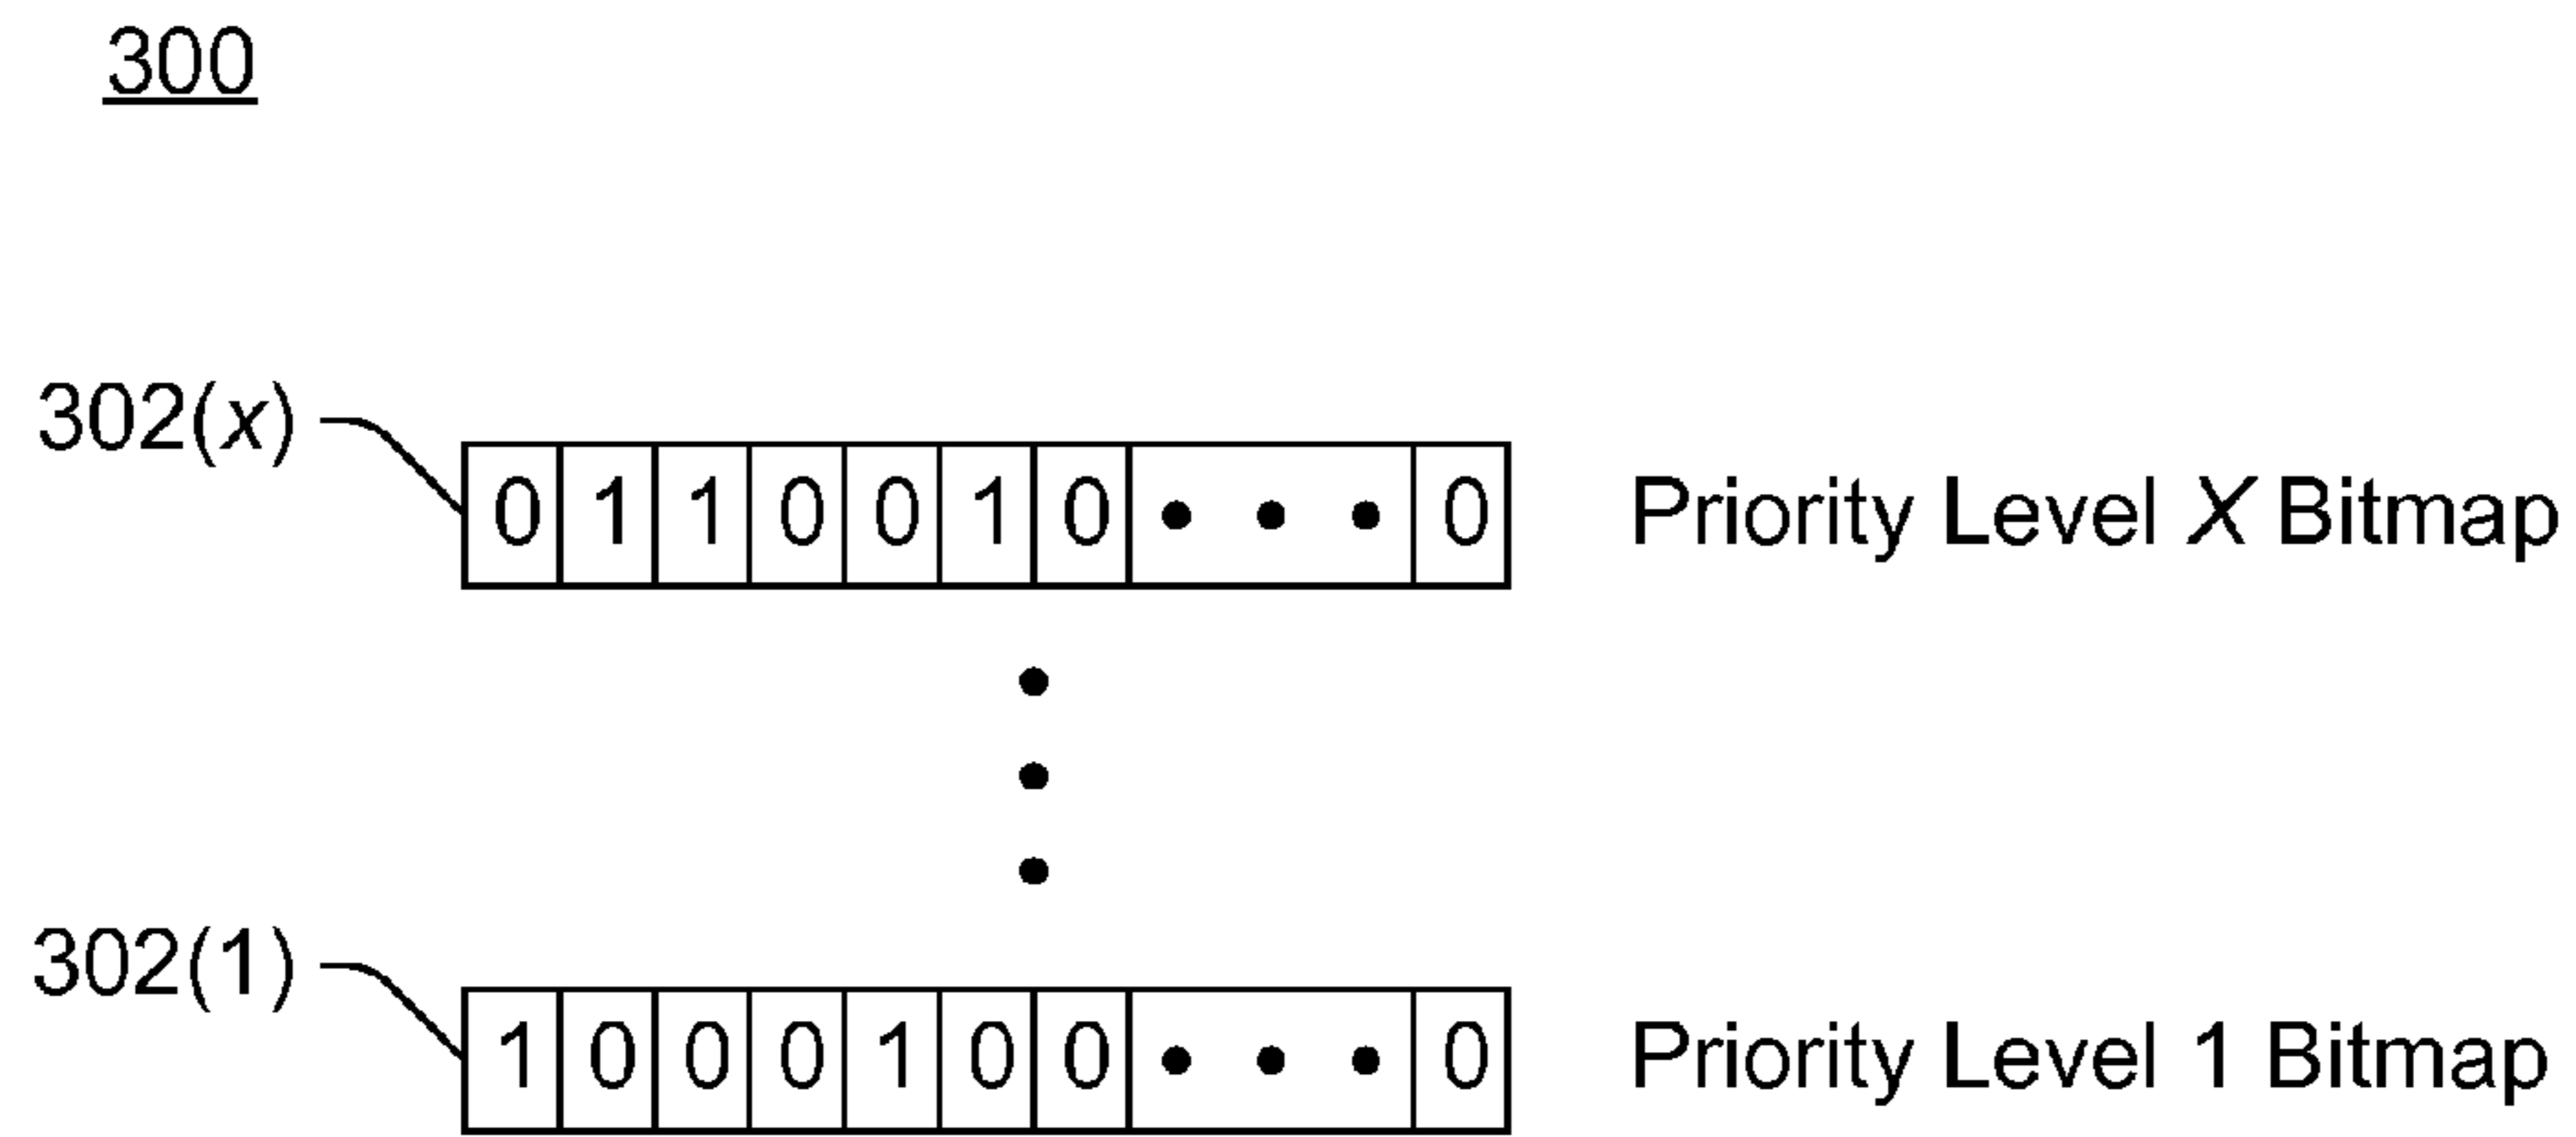 300
302(x)
0 1 1 0 0 1 0 • • • 0 Priority Level X Bitmap
302(1)
1 0 0 0 1 0 0 • • • 0 Priority Level 1 Bitmap